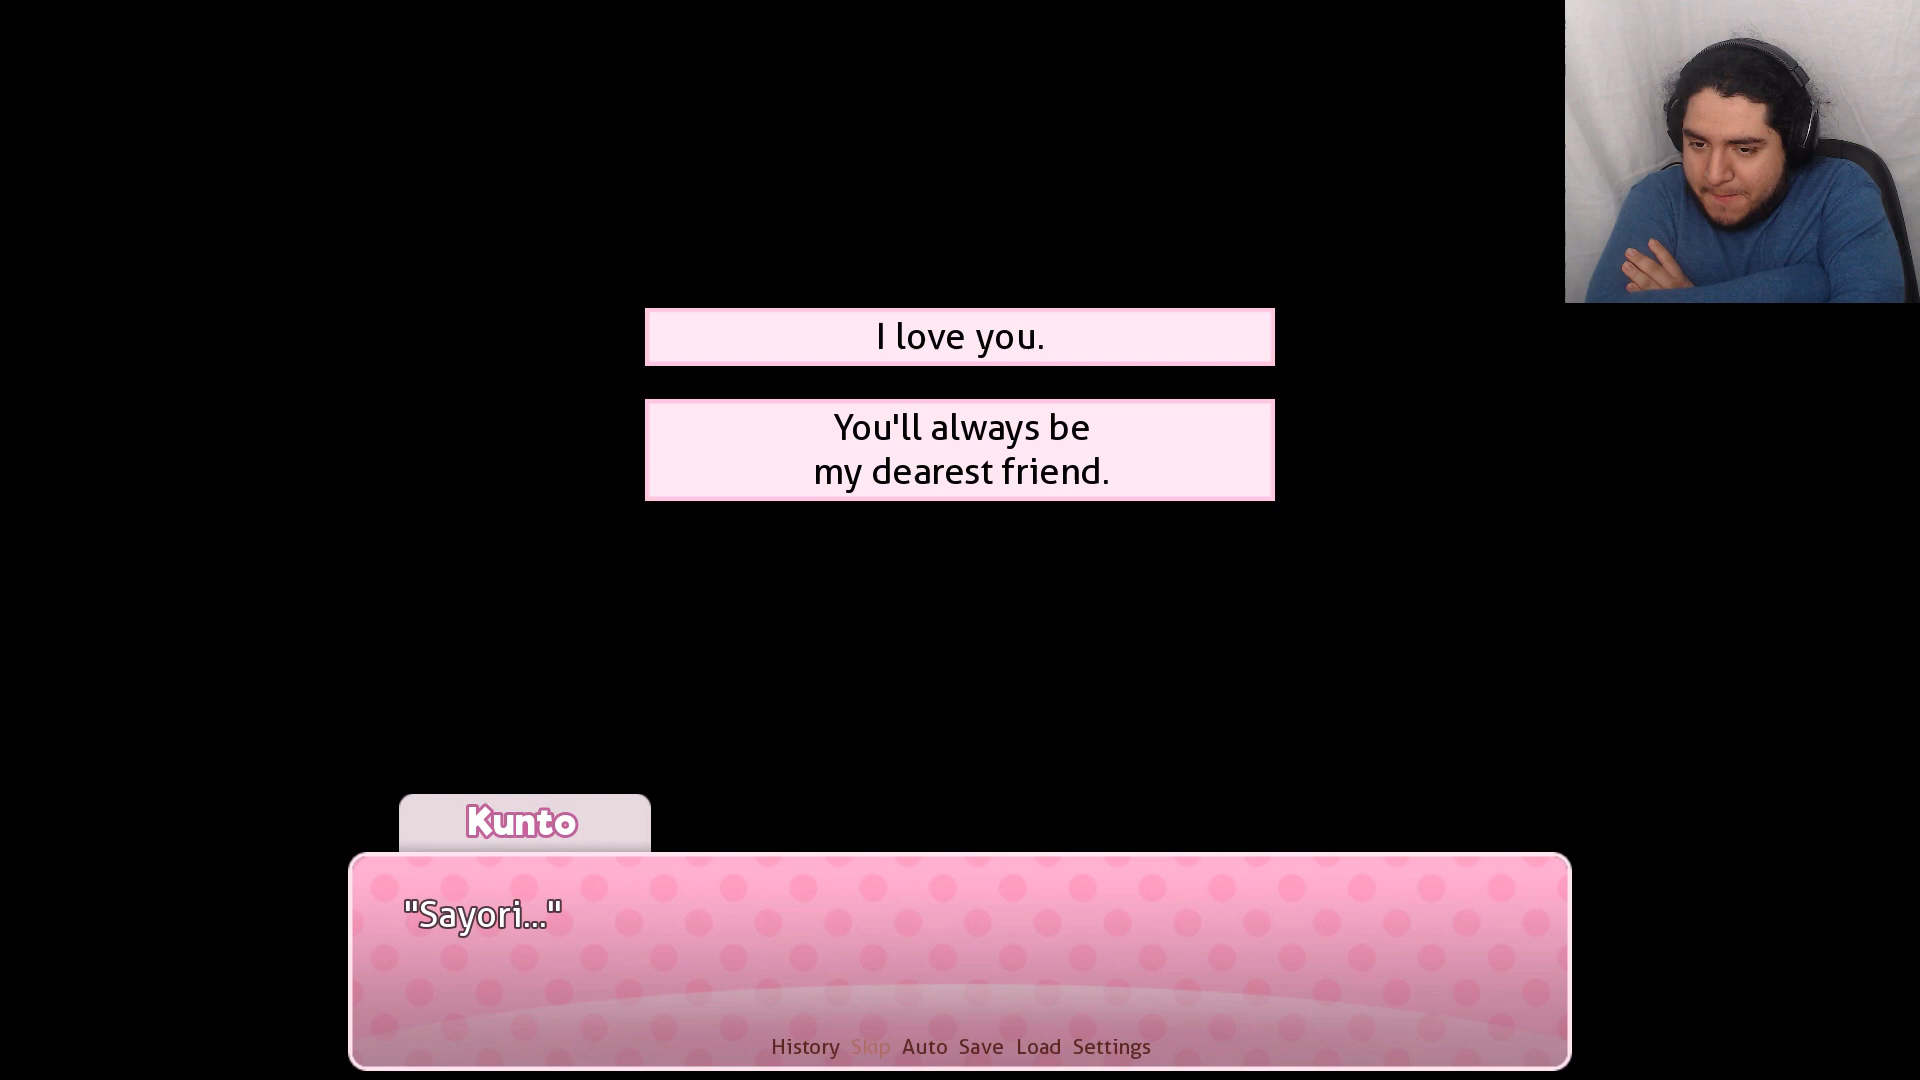 I love you.
You'll always be
my dearest friend.
Kunto
"Sayori..."
History Skip Auto Save Load Settings